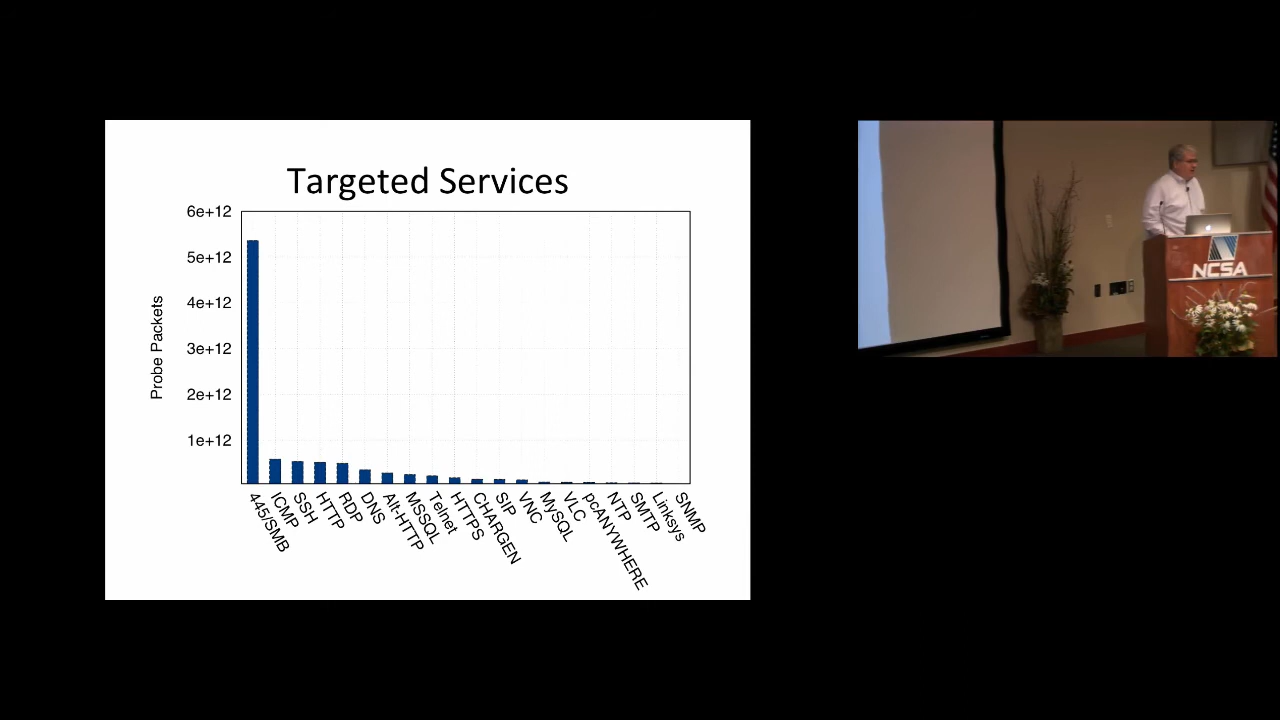 Targeted Services
6e+12
5e+12
4e+12
3e+12
2e+12
1e+12
Probe Packets
445/SMB
ICMP
SSH
HTTP
RDP
DNS
Alt-HTTP
MSSQL
Telnet
HTTPS
CHARGEN
SIP
VNC
MySQL
VLC
pcANYWHERE
NTP
SMTP
Linksys
SNMP
NCSA